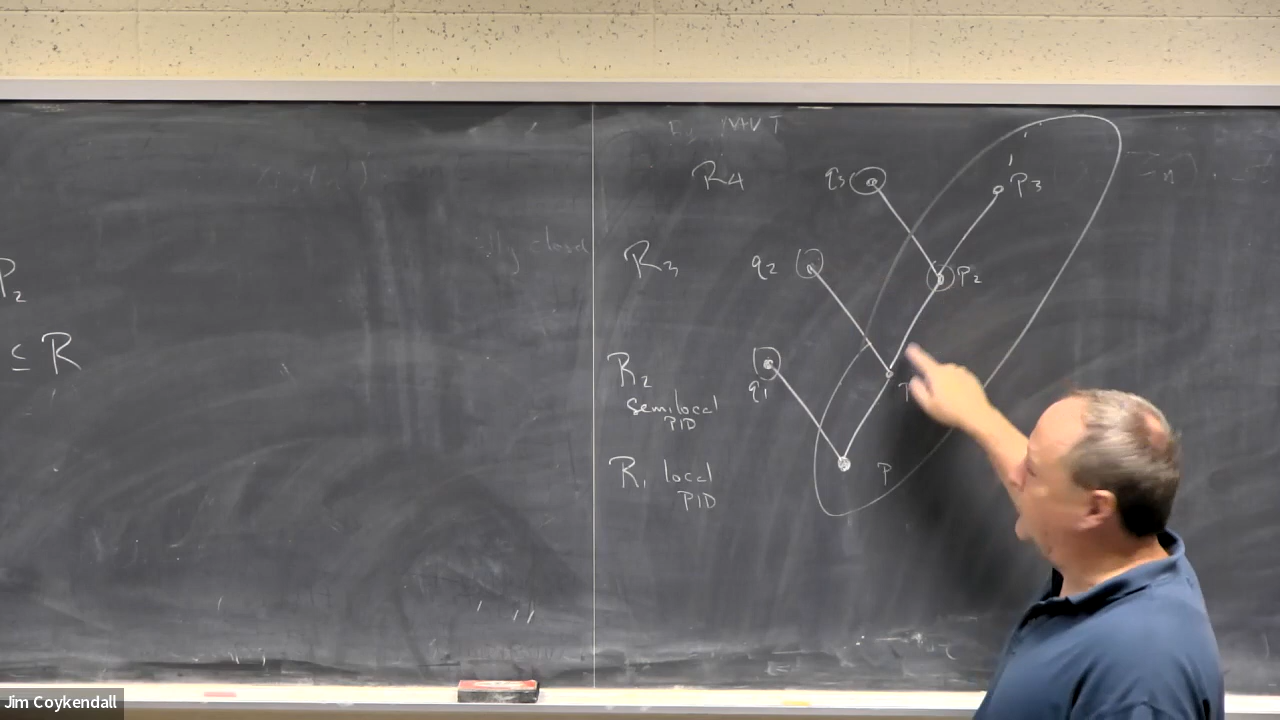 P2
⊆ R
R4 q3 p3
R3 q2 P2
R2 q1
semilocal
PID
R1 local P
PID
Jim Coykendall